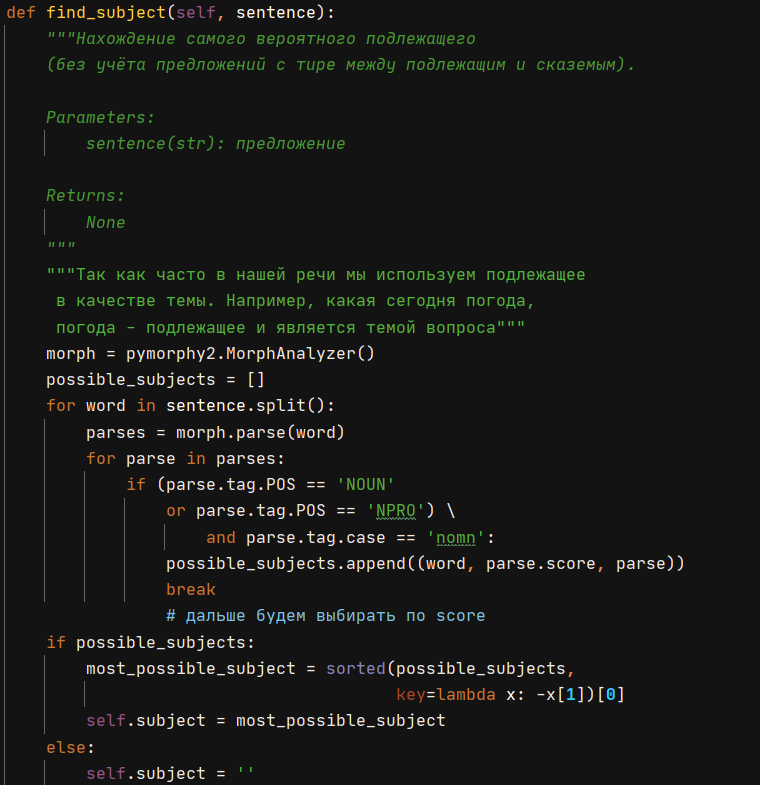 def find_subject(self, sentence):
    """Нахождение самого вероятного подлежащего
    (без учёта предложений с тире между подлежащим и сказемым).

    Parameters:
        sentence(str): предложение

    Returns:
        None
    """
    """Так как часто в нашей речи мы используем подлежащее
     в качестве темы. Например, какая сегодня погода,
     погода - подлежащее и является темой вопроса"""
    morph = pymorphy2.MorphAnalyzer()
    possible_subjects = []
    for word in sentence.split():
        parses = morph.parse(word)
        for parse in parses:
            if (parse.tag.POS == 'NOUN'
                or parse.tag.POS == 'NPRO') \
                    and parse.tag.case == 'nomn':
                possible_subjects.append((word, parse.score, parse))
                break
                # дальше будем выбирать по score
    if possible_subjects:
        most_possible_subject = sorted(possible_subjects,
                                       key=lambda x: -x[1])[0]
        self.subject = most_possible_subject
    else:
        self.subject = ''